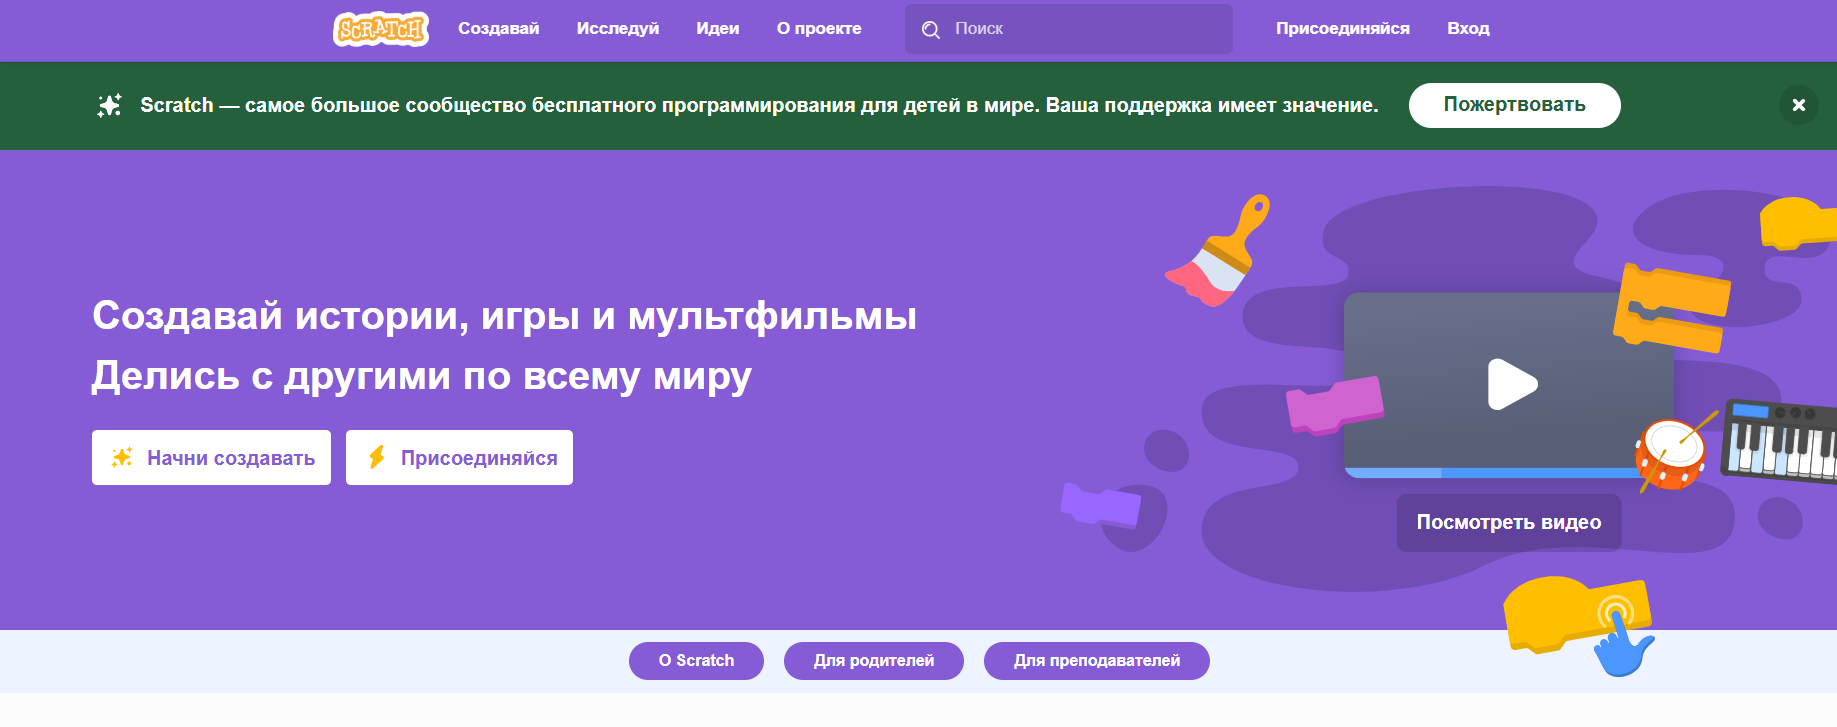 SCRATCH
Создавай
Исследуй
Идеи
О проекте
Поиск
Присоединяйся
Вход
Scratch — самое большое сообщество бесплатного программирования для детей в мире. Ваша поддержка имеет значение.
Пожертвовать
Создавай истории, игры и мультфильмы
Делись с другими по всему миру
Начни создавать
Присоединяйся
Посмотреть видео
О Scratch
Для родителей
Для преподавателей